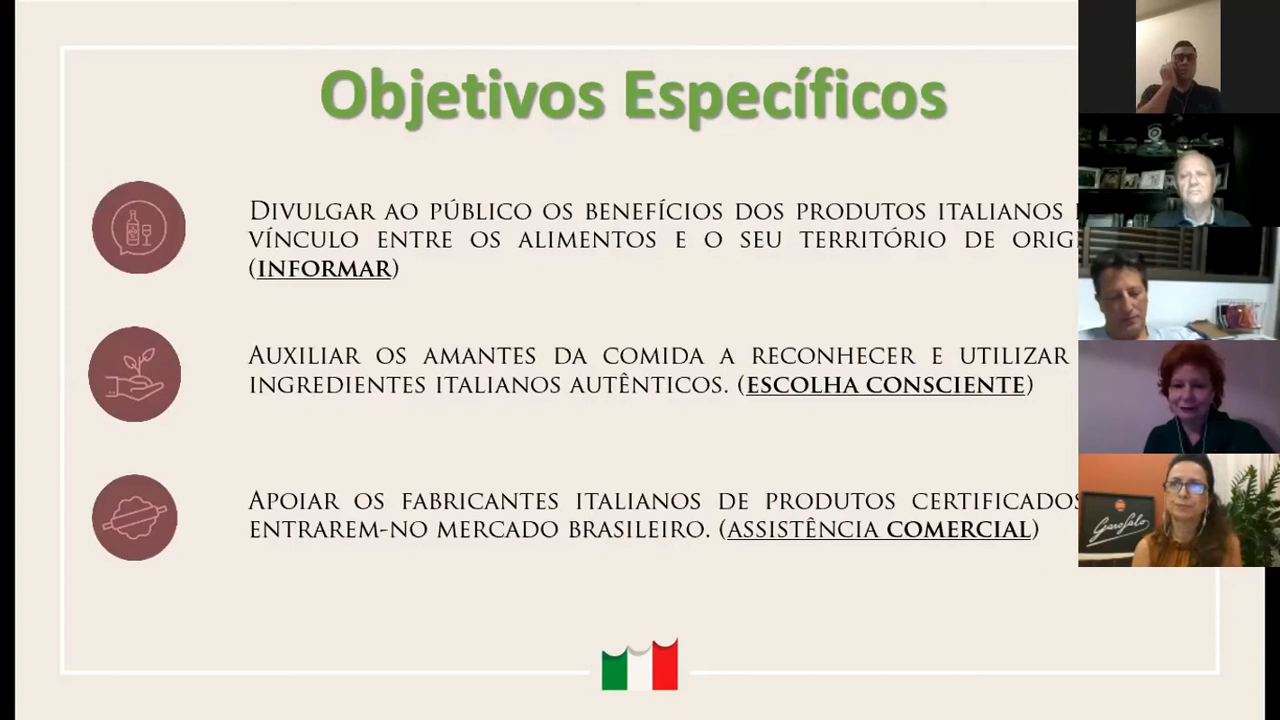 Objetivos Específicos
DIVULGAR AO PÚBLICO OS BENEFÍCIOS DOS PRODUTOS ITALIANOS
VÍNCULO ENTRE OS ALIMENTOS E O SEU TERRITÓRIO DE ORIG
(INFORMAR)
AUXILIAR OS AMANTES DA COMIDA A RECONHECER E UTILIZAR
INGREDIENTES ITALIANOS AUTÊNTICOS. (ESCOLHA CONSCIENTE)
APOIAR OS FABRICANTES ITALIANOS DE PRODUTOS CERTIFICADOS
ENTRAREM-NO MERCADO BRASILEIRO. (ASSISTÊNCIA COMERCIAL)
Garofalo